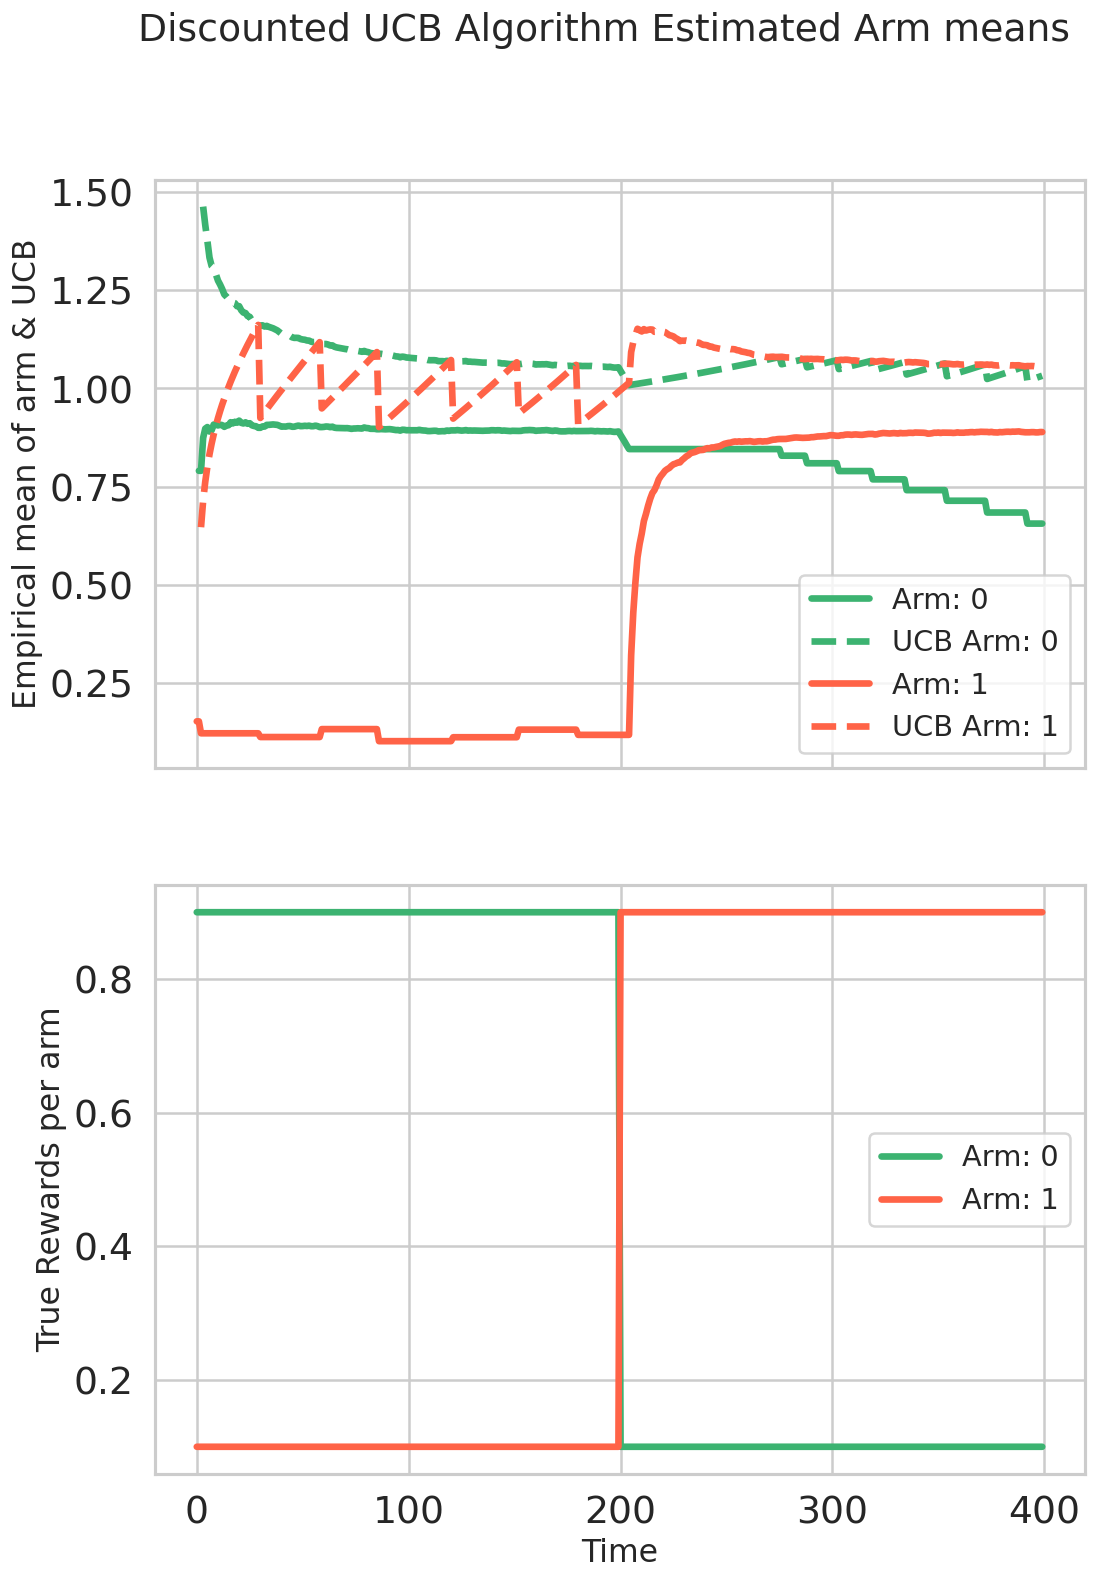 Discounted UCB Algorithm Estimated Arm means
Empirical mean of arm & UCB
1.50
1.25
1.00
0.75
0.50
0.25
Arm: 0
UCB Arm: 0
Arm: 1
UCB Arm: 1
True Rewards per arm
0.8
0.6
0.4
0.2
Arm: 0
Arm: 1
0 100 200 300 400
Time